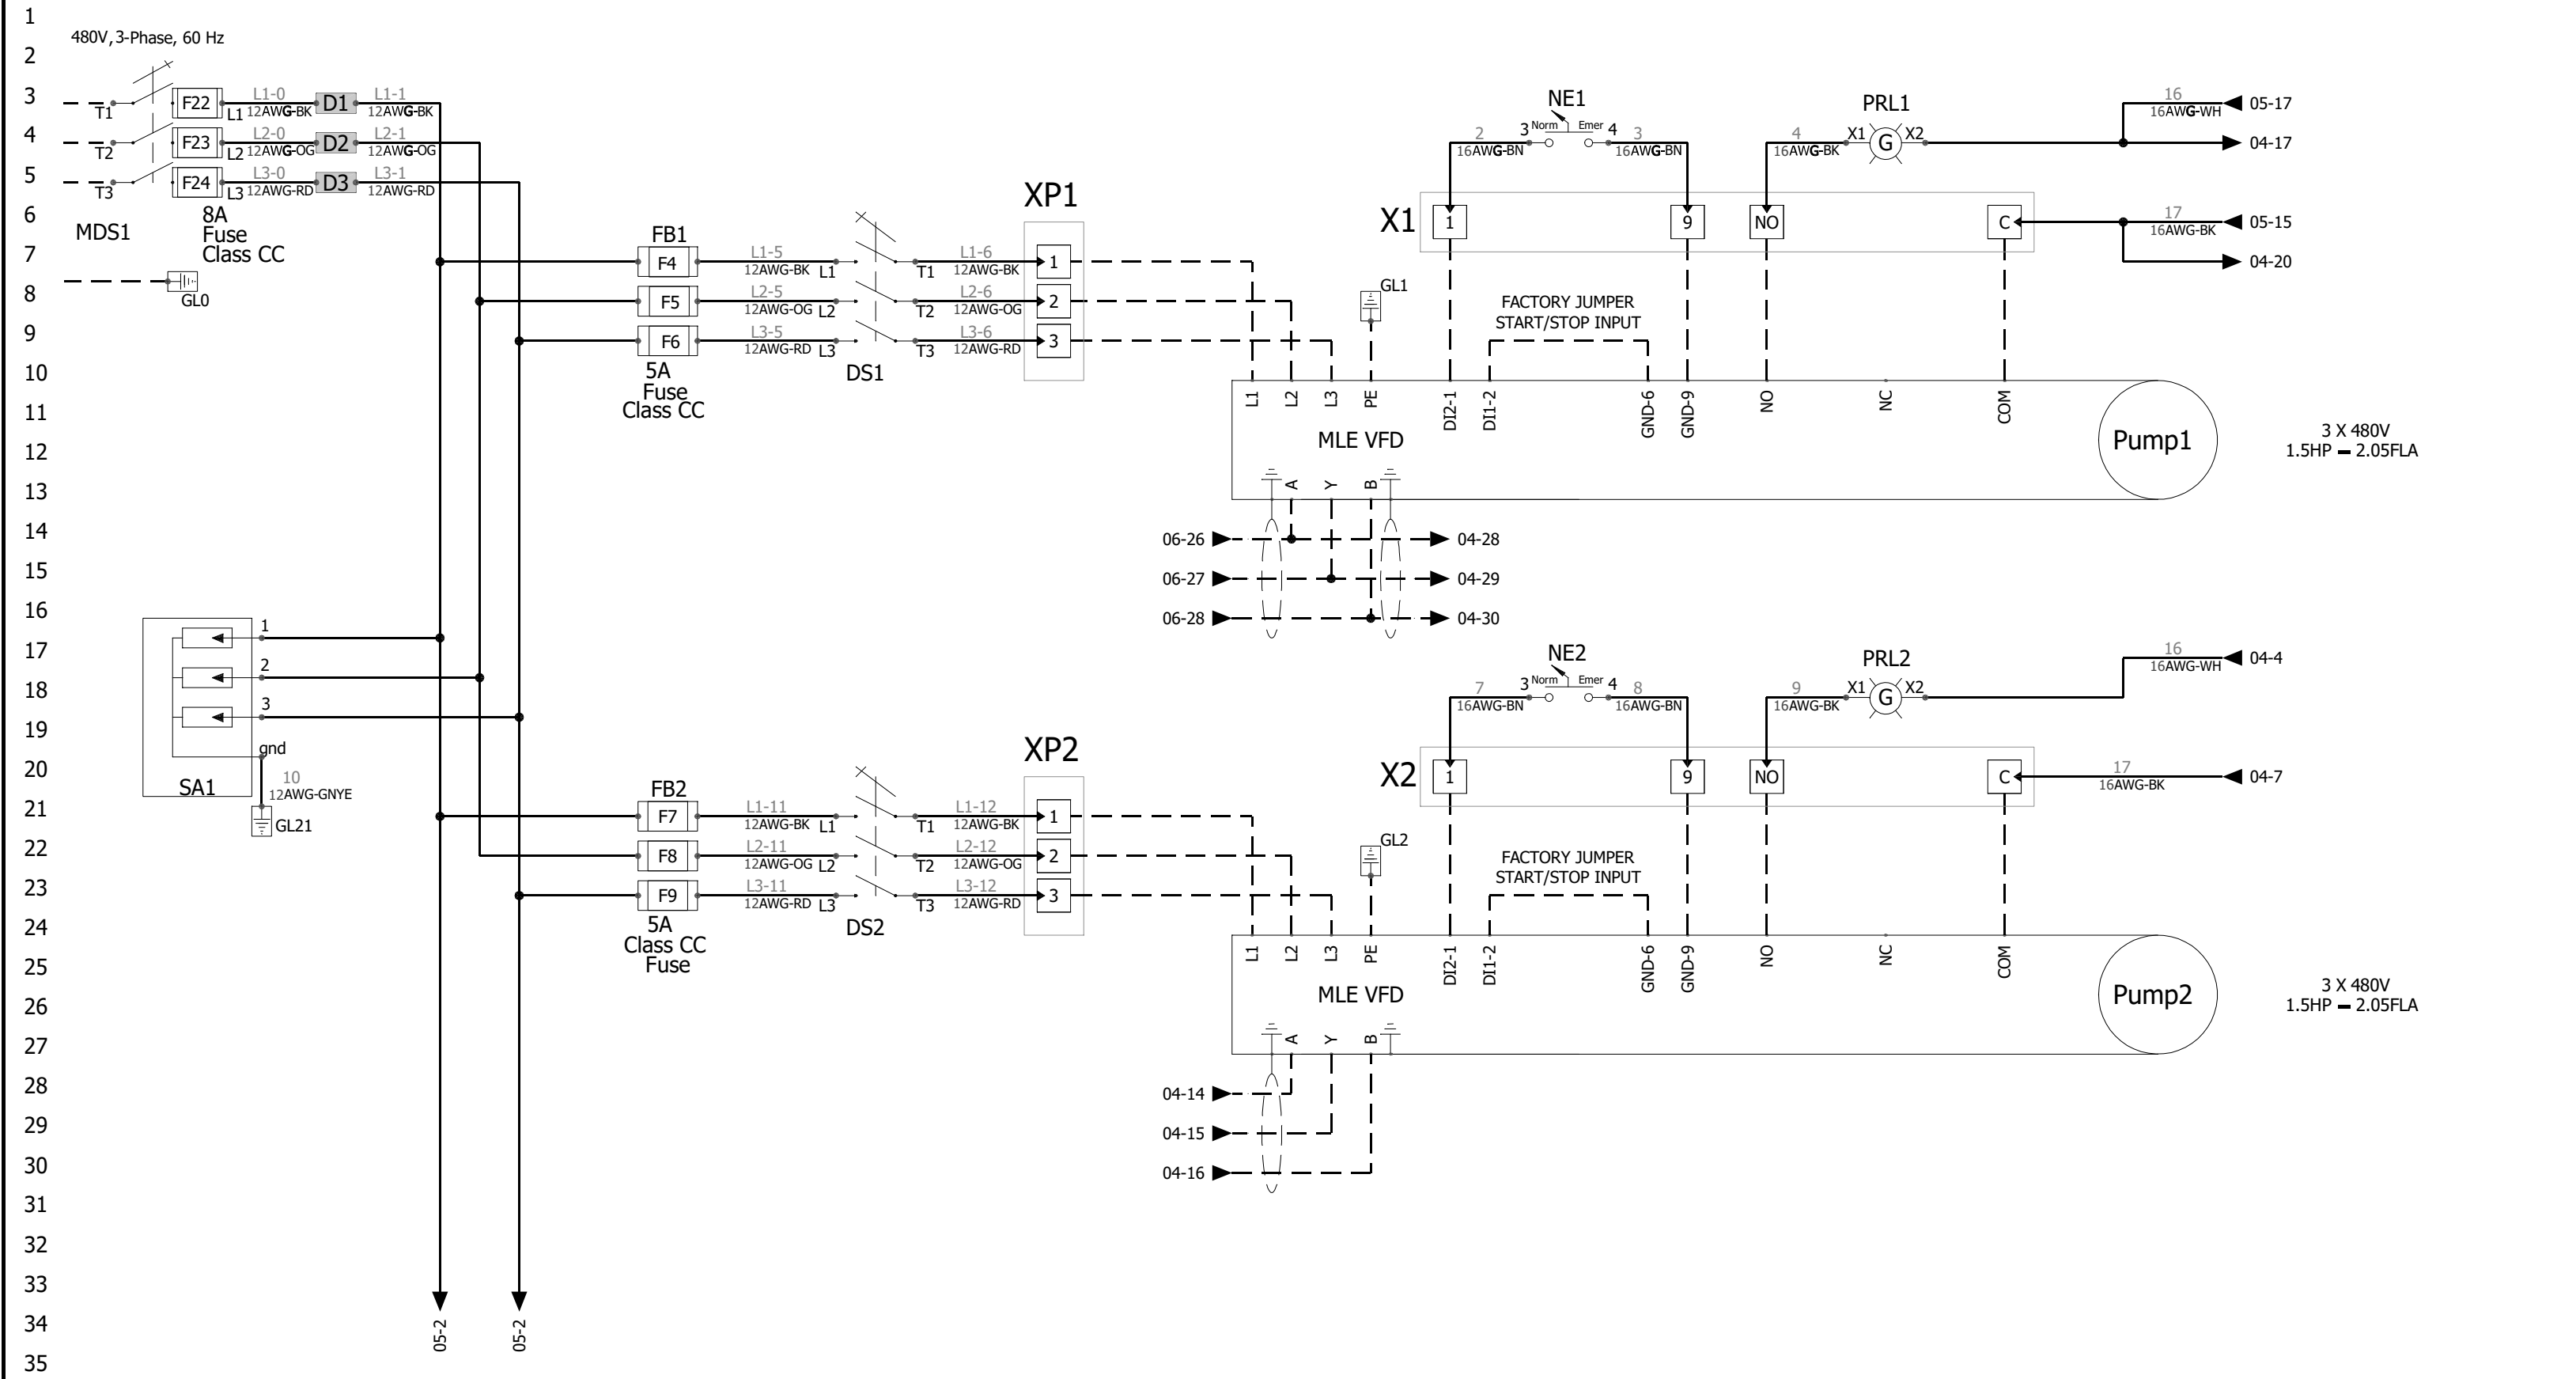 1
2
3
4
5
6
7
8
9
10
11
12
13
14
15
16
17
18
19
20
21
22
23
24
25
26
27
28
29
30
31
32
33
34
35
480V, 3-Phase, 60 Hz
T1
F22
L1
L1-0
12AWG-BK
D1
L1-1
12AWG-BK
T2
F23
L2
L2-0
12AWG-OG
D2
L2-1
12AWG-OG
T3
F24
L3
L3-0
12AWG-RD
D3
L3-1
12AWG-RD
MDS1
8A
Fuse
Class CC
GL0
FB1
F4
L1-5
12AWG-BK
L1
T1
L1-6
12AWG-BK
F5
L2-5
12AWG-OG
L2
T2
L2-6
12AWG-OG
F6
L3-5
12AWG-RD
L3
T3
L3-6
12AWG-RD
5A
Fuse
Class CC
DS1
XP1
1
2
3
NE1
2
16AWG-BN
3
Norm
Emer
4
3
16AWG-BN
PRL1
4
16AWG-BK
X1
G
X2
16
16AWG-WH
05-17
04-17
X1
1
9
NO
C
17
16AWG-BK
05-15
04-20
GL1
FACTORY JUMPER
START/STOP INPUT
L1
L2
L3
PE
DI2-1
DI1-2
GND-6
GND-9
NO
NC
COM
MLE VFD
Pump1
3 X 480V
1.5HP - 2.05FLA
A
Y
B
06-26
04-28
06-27
04-29
06-28
04-30
1
2
3
gnd
SA1
10
12AWG-GNYE
GL21
FB2
F7
L1-11
12AWG-BK
L1
T1
L1-12
12AWG-BK
F8
L2-11
12AWG-OG
L2
T2
L2-12
12AWG-OG
F9
L3-11
12AWG-RD
L3
T3
L3-12
12AWG-RD
5A
Class CC
Fuse
DS2
XP2
1
2
3
NE2
7
16AWG-BN
3
Norm
Emer
4
8
16AWG-BN
PRL2
9
16AWG-BK
X1
G
X2
16
16AWG-WH
04-4
X2
1
9
NO
C
17
16AWG-BK
04-7
GL2
FACTORY JUMPER
START/STOP INPUT
L1
L2
L3
PE
DI2-1
DI1-2
GND-6
GND-9
NO
NC
COM
MLE VFD
Pump2
3 X 480V
1.5HP - 2.05FLA
A
Y
B
04-14
04-15
04-16
05-2
05-2